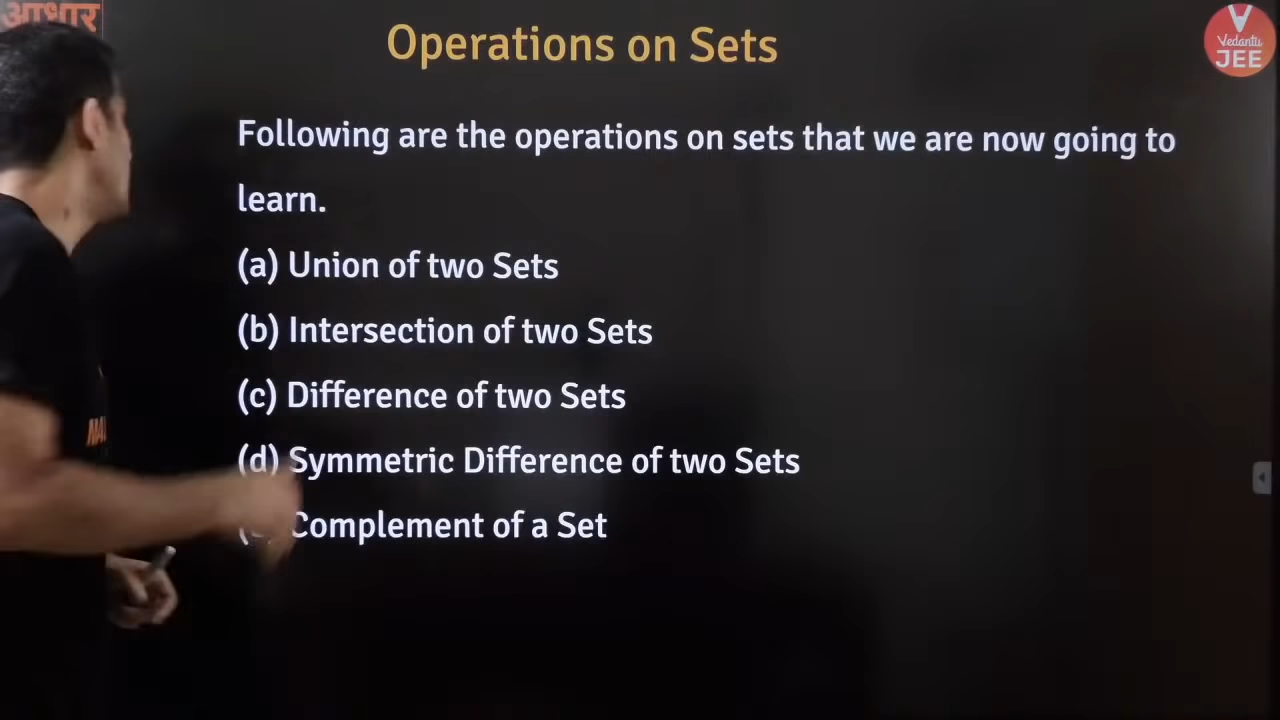 आधार
Operations on Sets
Vedantu
JEE
Following are the operations on sets that we are now going to
learn.
(a) Union of two Sets
(b) Intersection of two Sets
(c) Difference of two Sets
(d) Symmetric Difference of two Sets
Complement of a Set